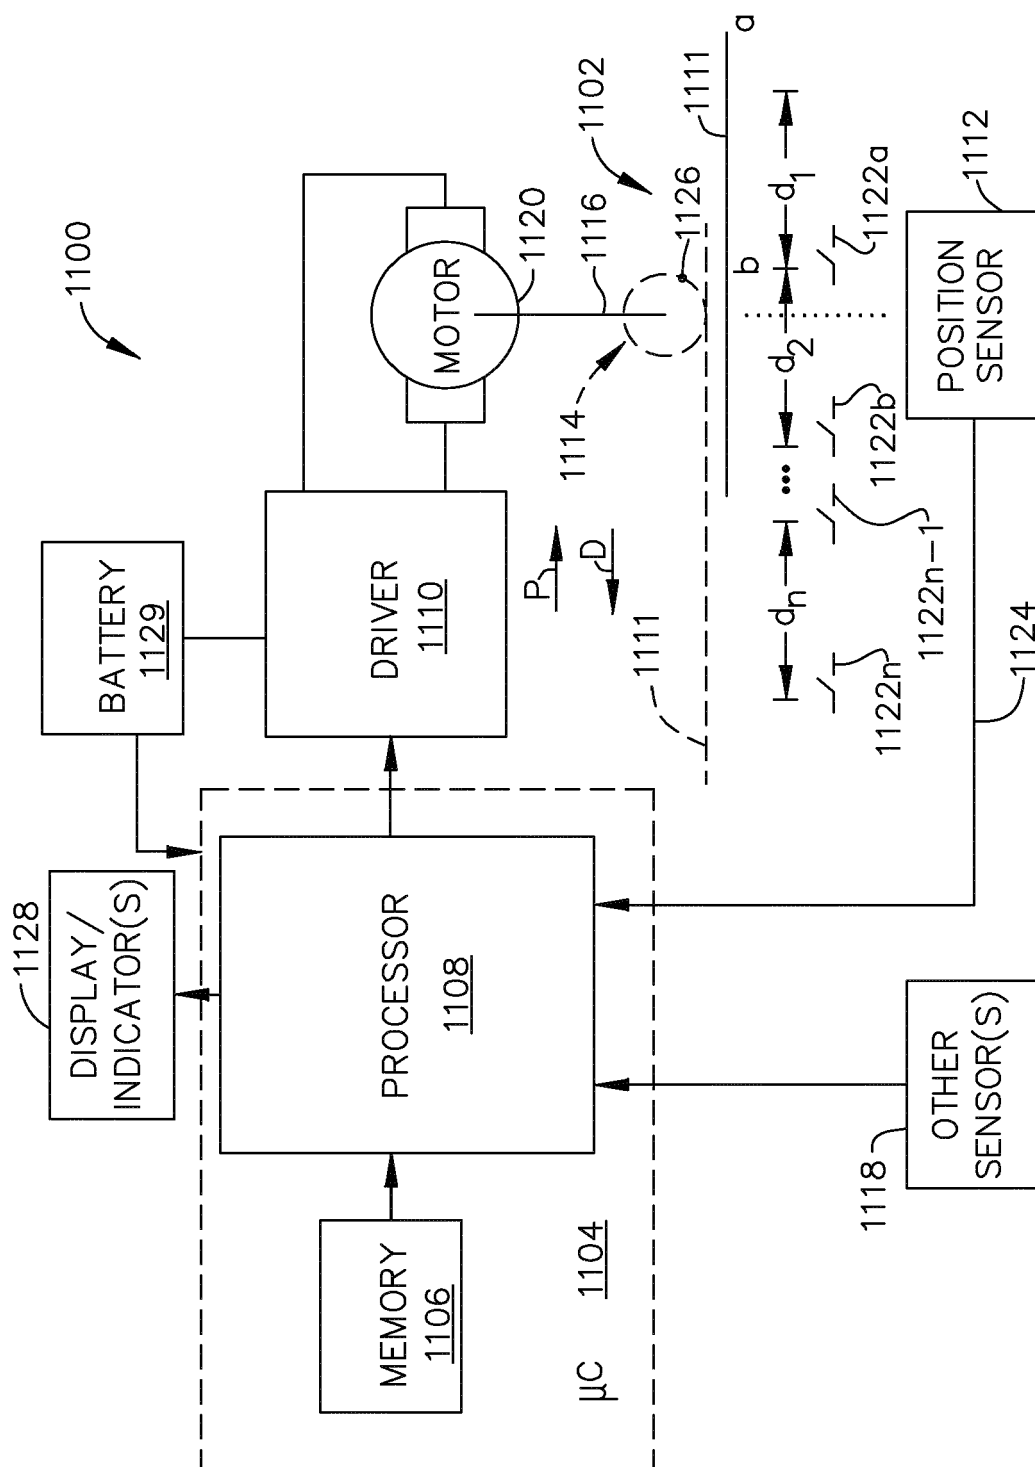 1100
BATTERY
1129
DISPLAY/
INDICATOR(S)
1128
MEMORY
1106
PROCESSOR
1108
DRIVER
1110
MOTOR
1120
1116
1114
1102
1126
P
D
µC
1104
1111
1111
a
b
dn
...
d2
d1
1122n
1122n-1
1122b
1122a
1124
1118
OTHER
SENSOR(S)
POSITION
SENSOR
1112